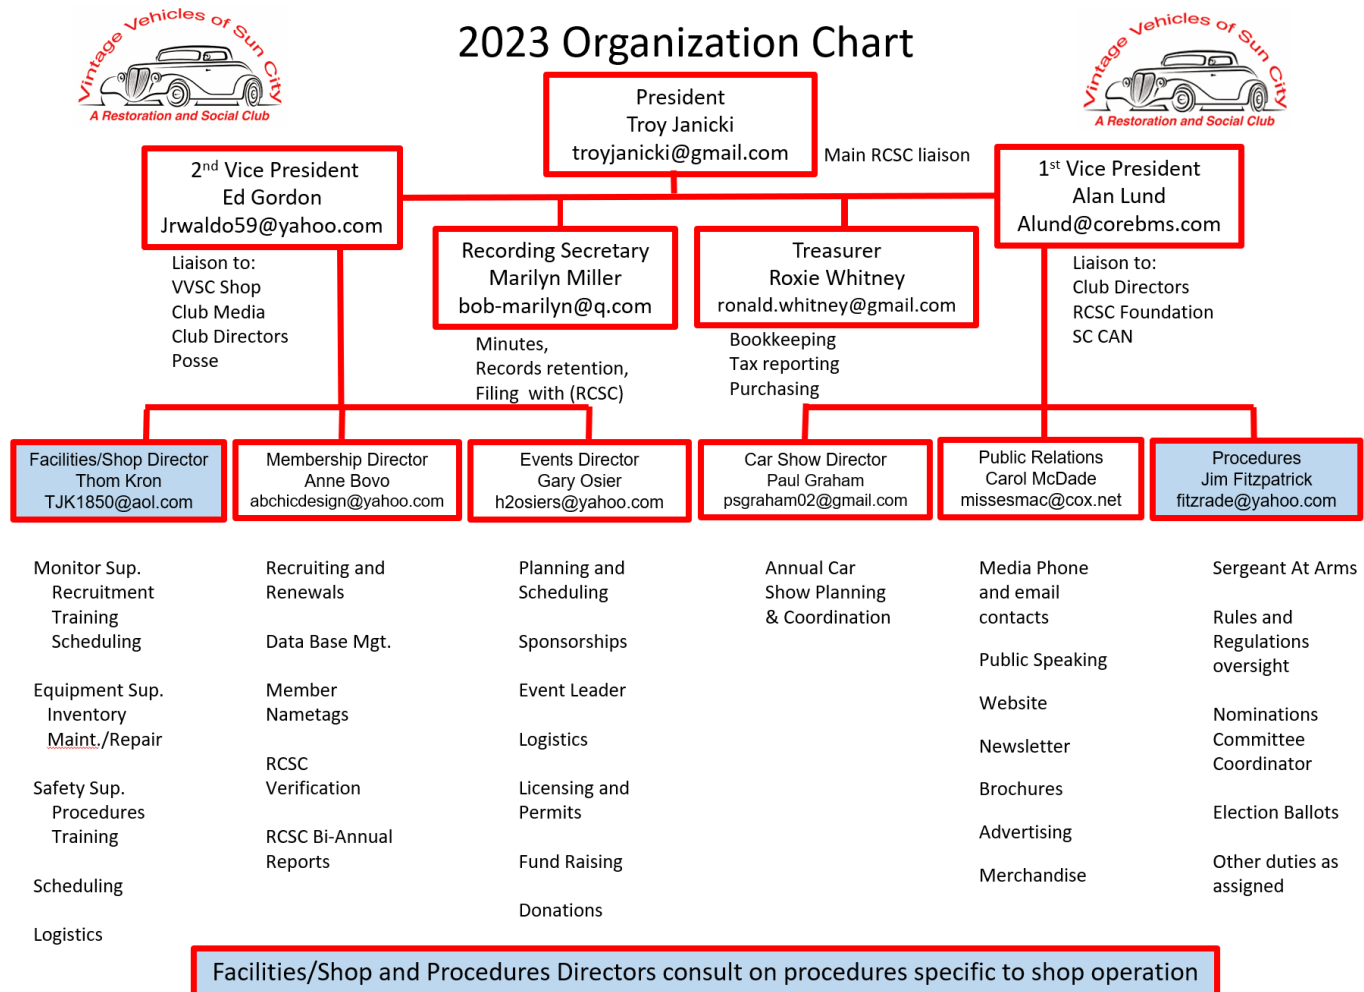 Vintage Vehicles of Sun City
A Restoration and Social Club
2023 Organization Chart
Vintage Vehicles of Sun City
A Restoration and Social Club
President
Troy Janicki
troyjanicki@gmail.com
Main RCSC liaison
2nd Vice President
Ed Gordon
Jrwaldo59@yahoo.com
1st Vice President
Alan Lund
Alund@corebms.com
Recording Secretary
Marilyn Miller
bob-marilyn@q.com
Treasurer
Roxie Whitney
ronald.whitney@gmail.com
Liaison to:
VVSC Shop
Club Media
Club Directors
Posse
Minutes,
Records retention,
Filing with (RCSC)
Bookkeeping
Tax reporting
Purchasing
Liaison to:
Club Directors
RCSC Foundation
SC CAN
Facilities/Shop Director
Thom Kron
TJK1850@aol.com
Membership Director
Anne Bovo
abchicdesign@yahoo.com
Events Director
Gary Osier
h2osiers@yahoo.com
Car Show Director
Paul Graham
psgraham02@gmail.com
Public Relations
Carol McDade
missesmac@cox.net
Procedures
Jim Fitzpatrick
fitzrade@yahoo.com
Monitor Sup.
Recruitment
Training
Scheduling
Equipment Sup.
Inventory
Maint./Repair
Safety Sup.
Procedures
Training
Scheduling
Logistics
Recruiting and
Renewals
Data Base Mgt.
Member
Nametags
RCSC
Verification
RCSC Bi-Annual
Reports
Planning and
Scheduling
Sponsorships
Event Leader
Logistics
Licensing and
Permits
Fund Raising
Donations
Annual Car
Show Planning
& Coordination
Media Phone
and email
contacts
Public Speaking
Website
Newsletter
Brochures
Advertising
Merchandise
Sergeant At Arms
Rules and
Regulations
oversight
Nominations
Committee
Coordinator
Election Ballots
Other duties as
assigned
Facilities/Shop and Procedures Directors consult on procedures specific to shop operation